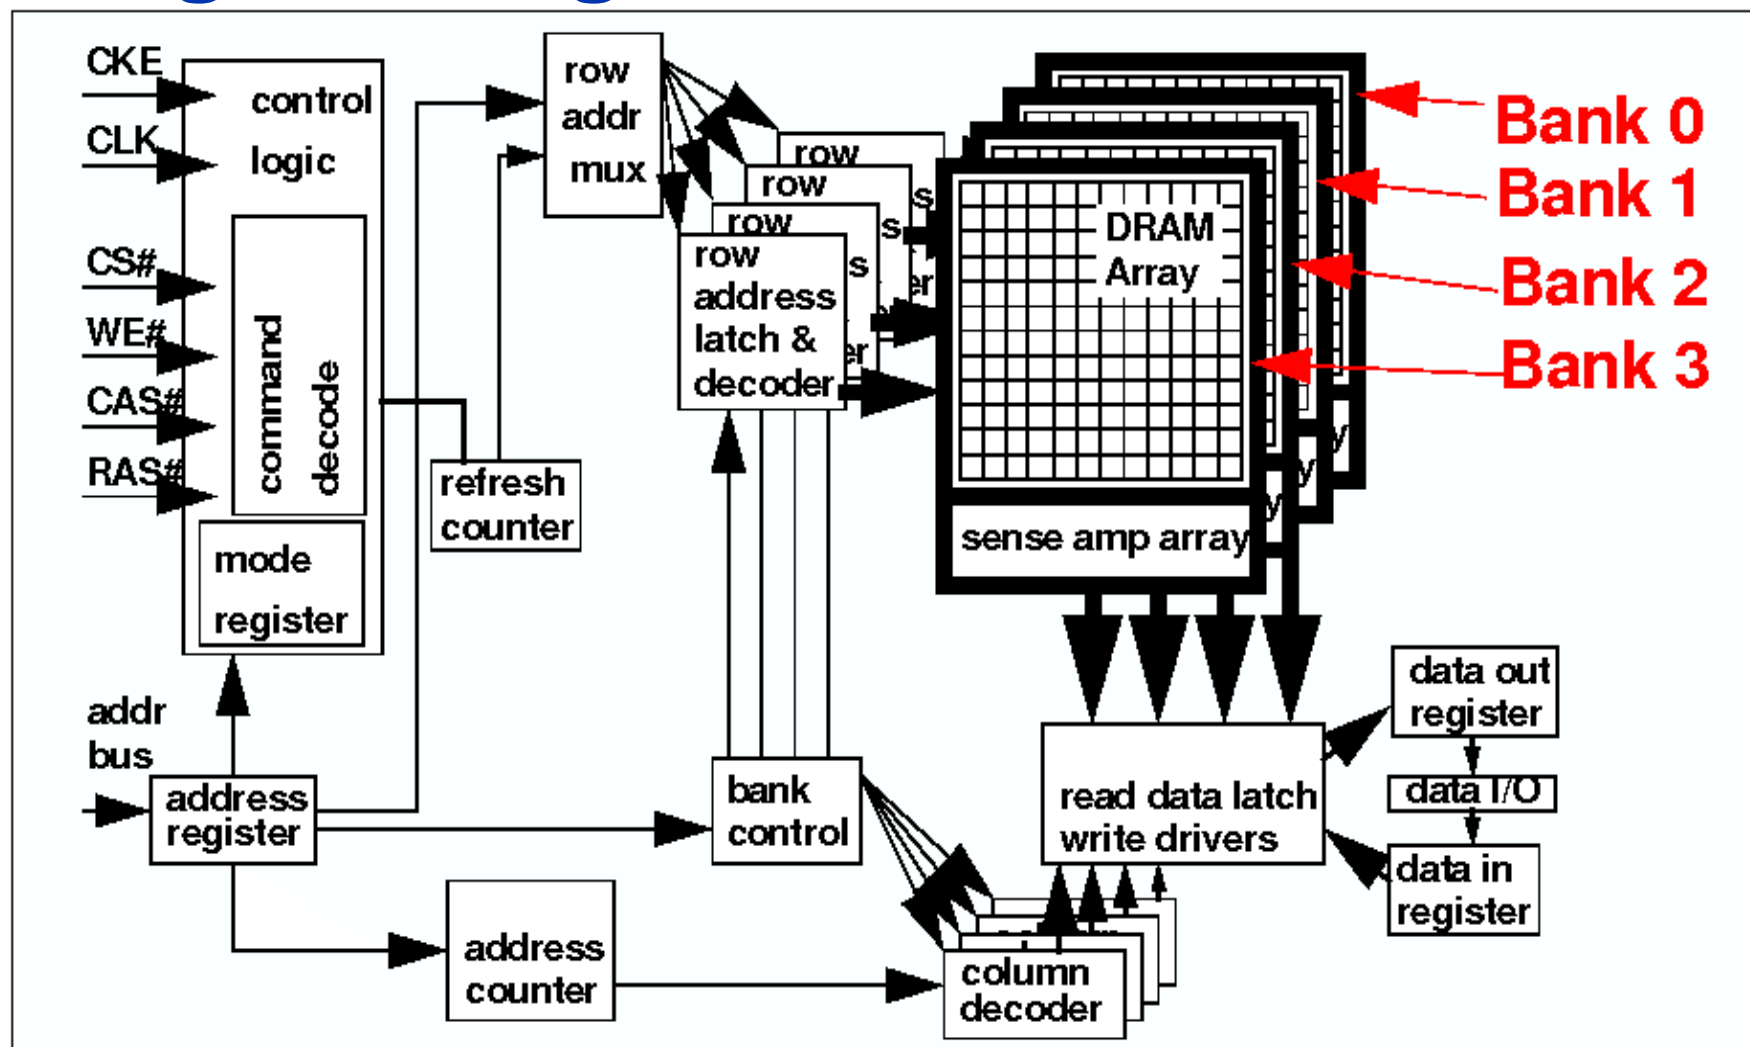 CKE
CLK
CS#
WE#
CAS#
RAS#
control
logic
command
decode
mode
register
addr
bus
address
register
refresh
counter
row
addr
mux
row
row
row
row
address
latch &
decoder
s
s
s
er
er
DRAM
Array
sense amp array
y
y
y
Bank 0
Bank 1
Bank 2
Bank 3
bank
control
address
counter
column
decoder
read data latch
write drivers
data out
register
data I/O
data in
register